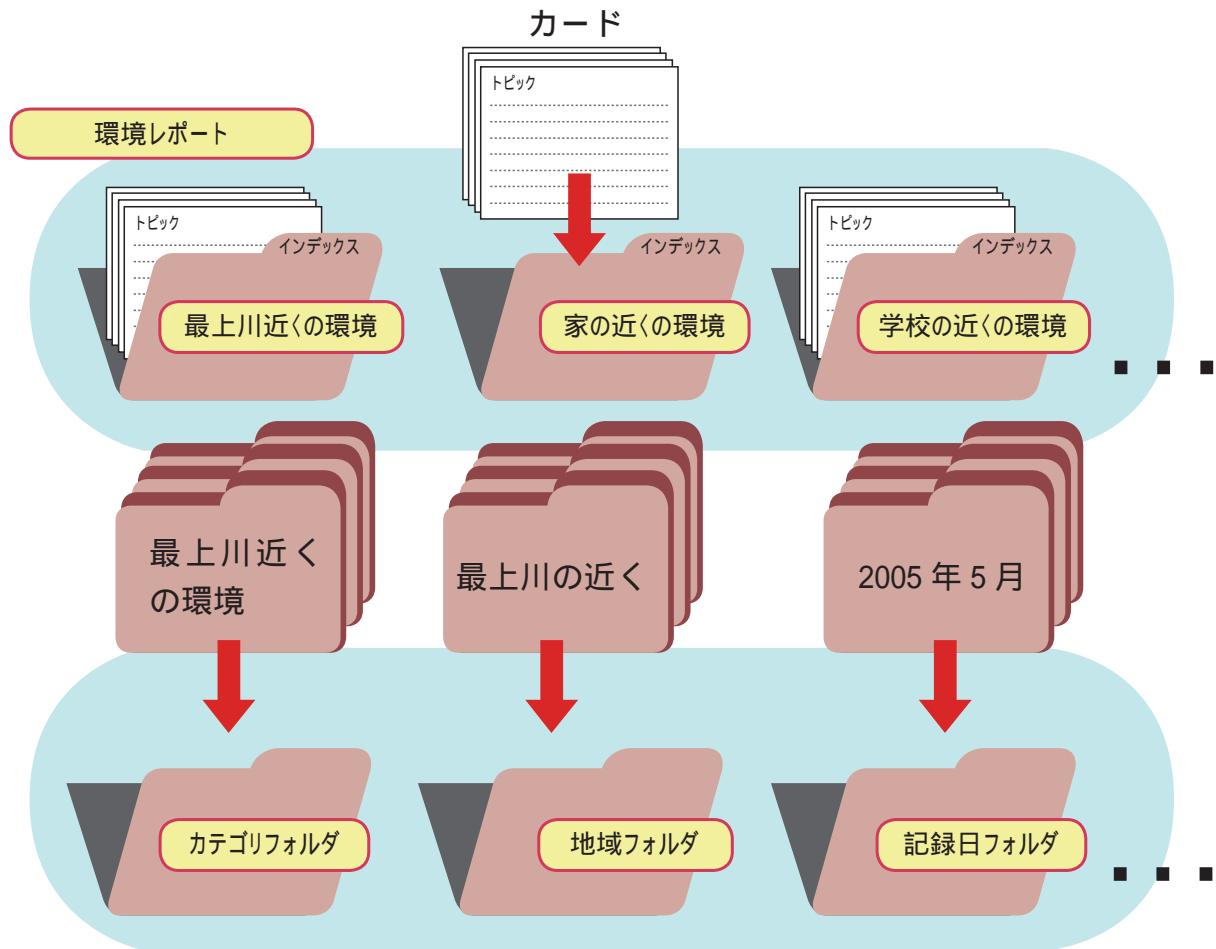 カード
トピック
環境レポート
トピック
トピック
インデックス
インデックス
インデックス
最上川近くの環境
家の近くの環境
学校の近くの環境
・・・
最上川近く
の環境
最上川の近く
2005 年 5 月
カテゴリフォルダ
地域フォルダ
記録日フォルダ
・・・